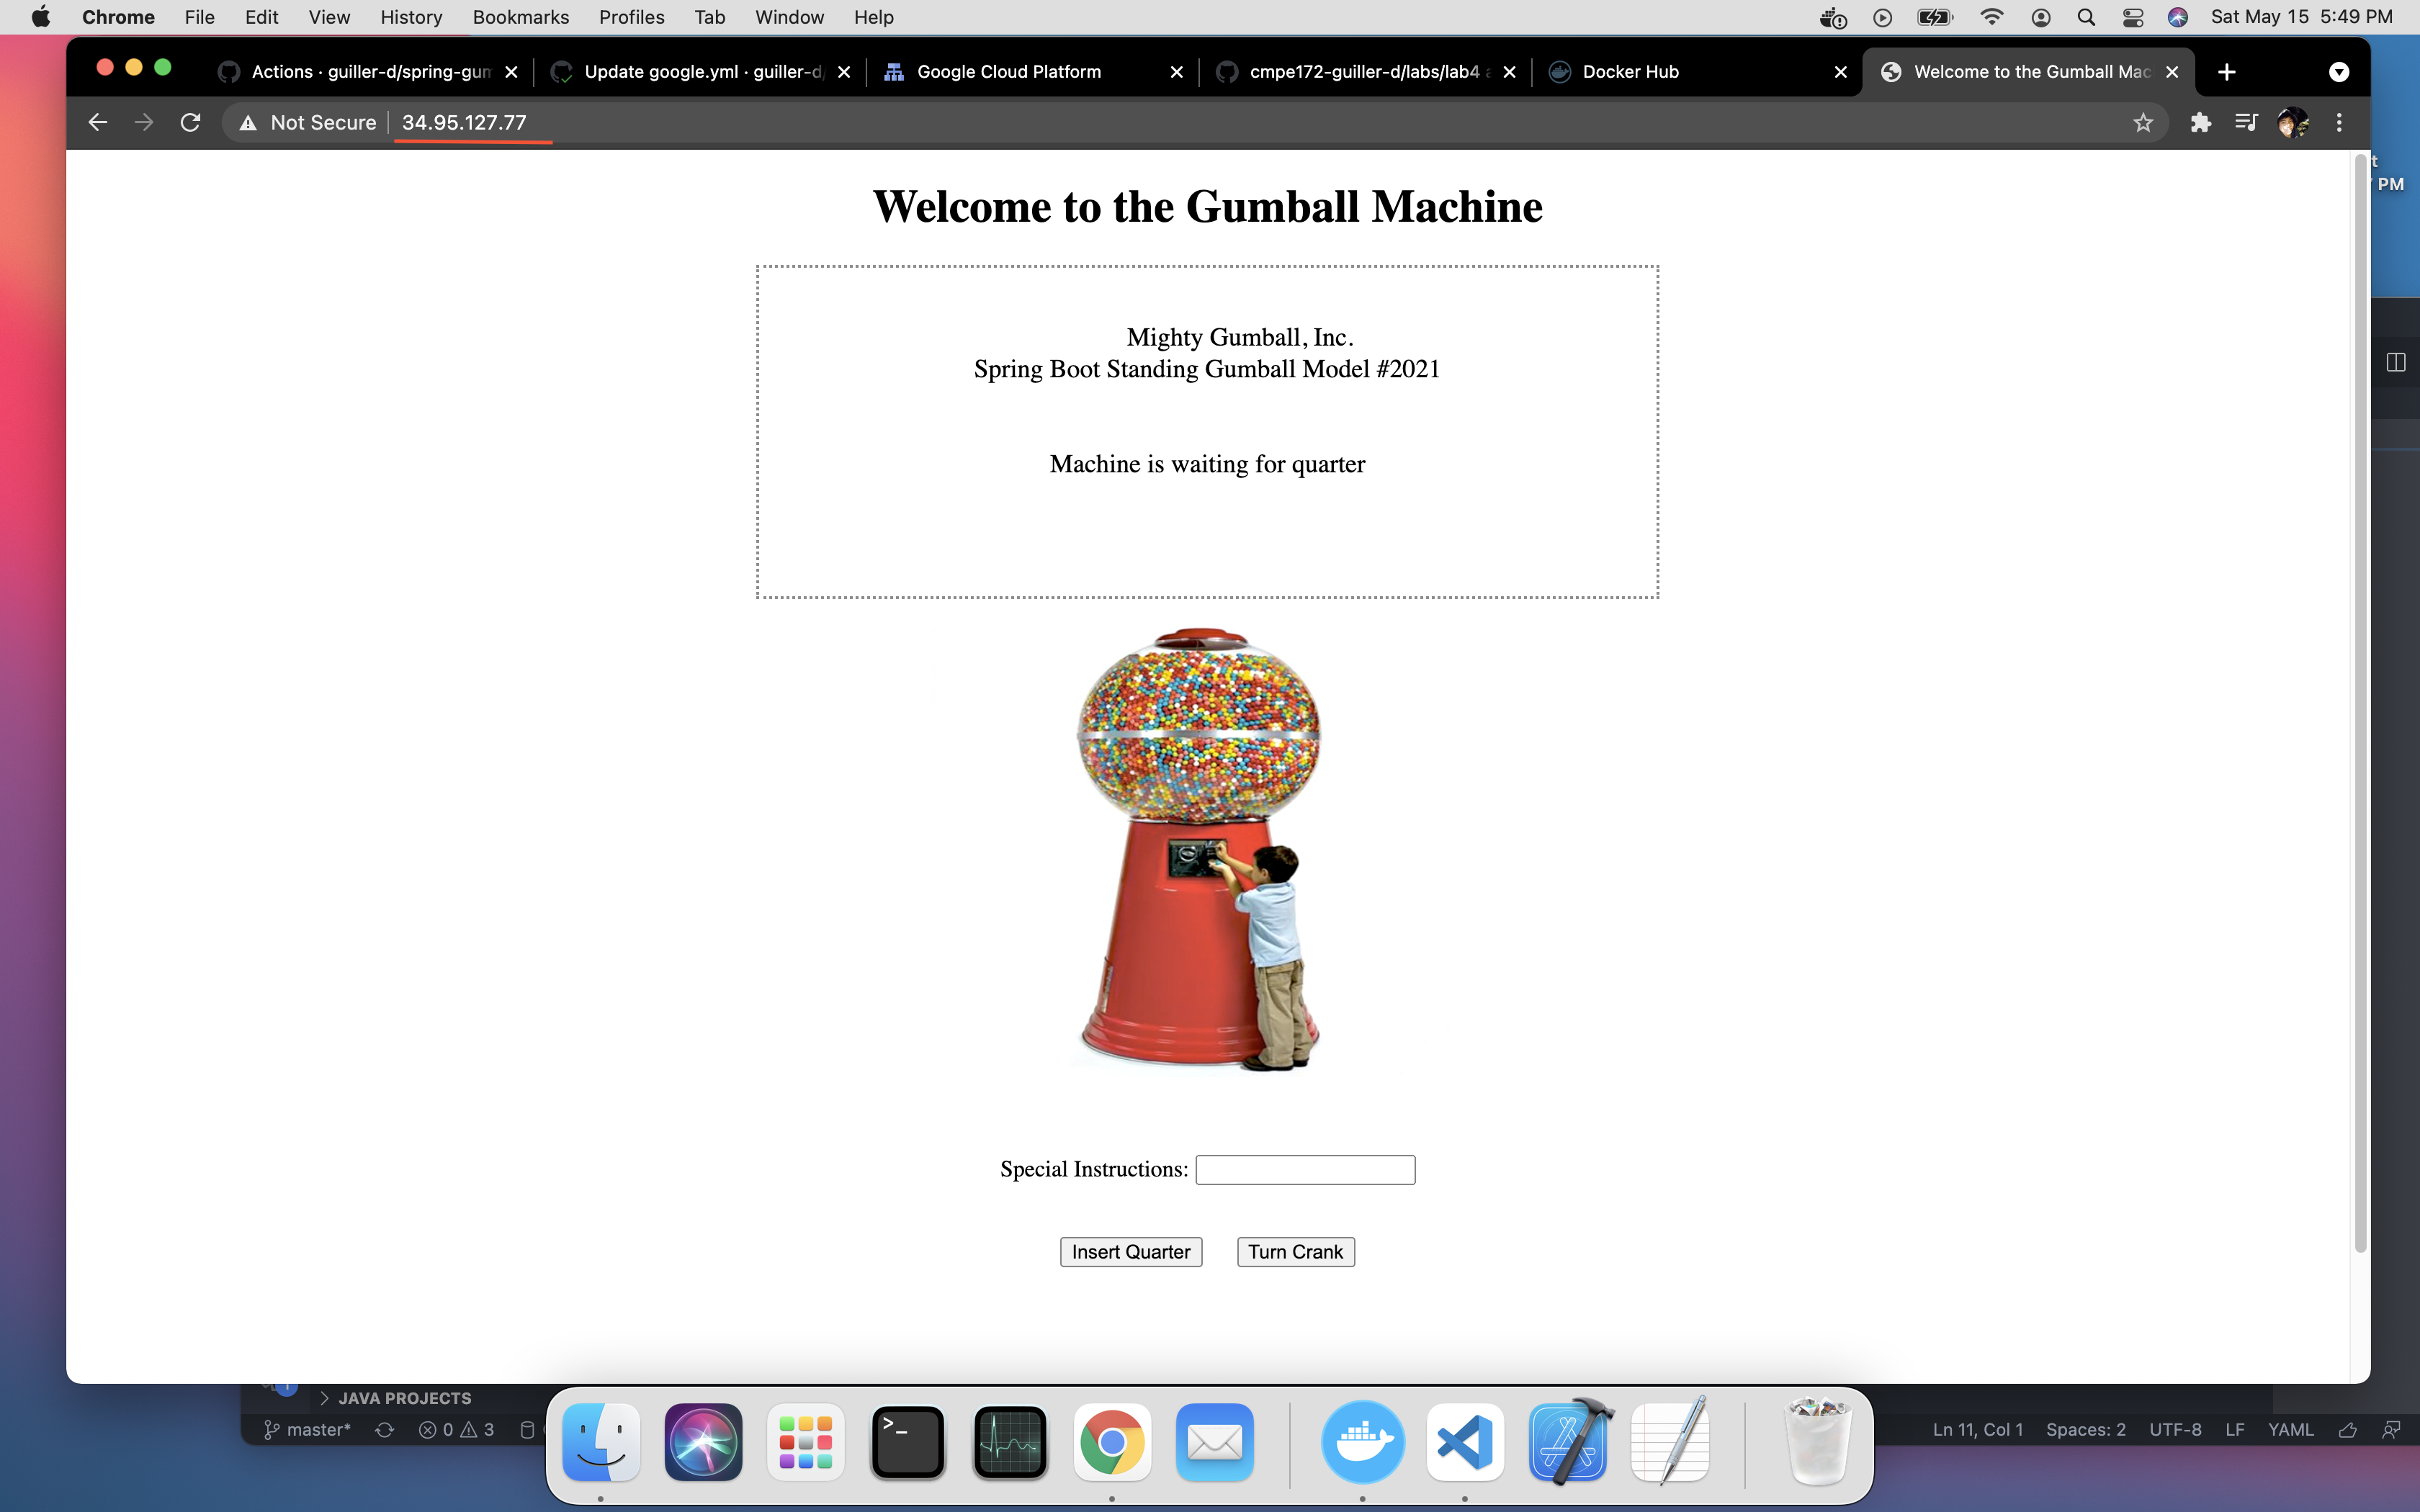 Chrome File Edit View History Bookmarks Profiles Tab Window Help Sat May 15 5:49 PM
Actions · guiller-d/spring-gum Update google.yml · guiller-d/ Google Cloud Platform cmpe172-guiller-d/labs/lab4 Docker Hub Welcome to the Gumball Mac
Not Secure 34.95.127.77
PM
Welcome to the Gumball Machine
Mighty Gumball, Inc.
Spring Boot Standing Gumball Model #2021
Machine is waiting for quarter
Special Instructions:
Insert Quarter Turn Crank
JAVA PROJECTS
master* 0 3 Ln 11, Col 1 Spaces: 2 UTF-8 LF YAML